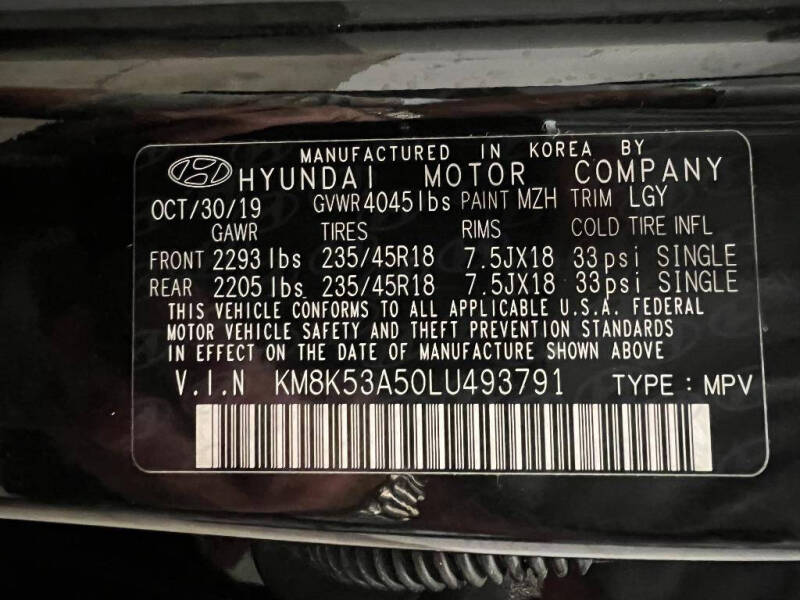 MANUFACTURED IN KOREA BY
HYUNDAI MOTOR COMPANY
OCT/30/19 GVWR 4045lbs PAINT MZH TRIM LGY
GAWR TIRES RIMS COLD TIRE INFL
FRONT 2293 lbs 235/45R18 7.5JX18 33psi SINGLE
REAR 2205 lbs 235/45R18 7.5JX18 33psi SINGLE
THIS VEHICLE CONFORMS TO ALL APPLICABLE U.S.A. FEDERAL
MOTOR VEHICLE SAFETY AND THEFT PREVENTION STANDARDS
IN EFFECT ON THE DATE OF MANUFACTURE SHOWN ABOVE
V.I.N KM8K53A50LU493791 TYPE: MPV